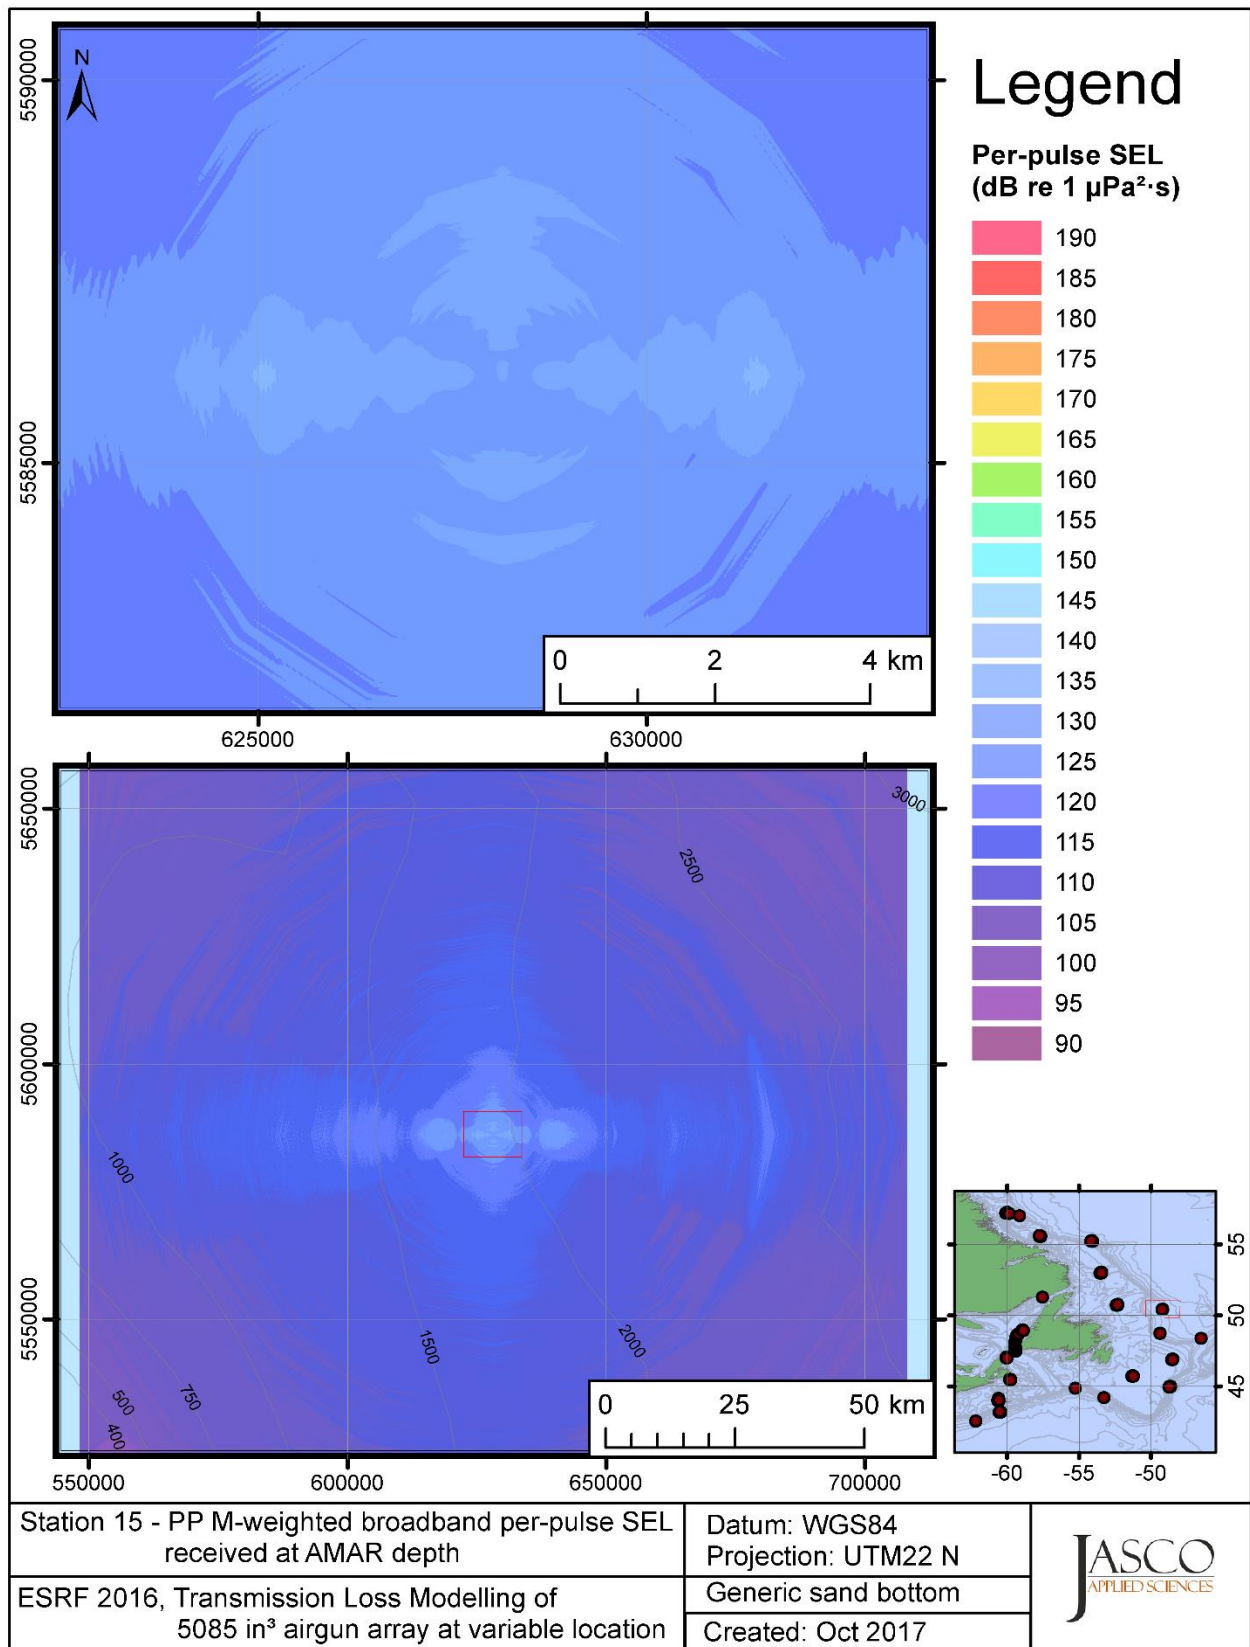 N
5590000
5585000
0 2 4 km
625000 630000
Legend
Per-pulse SEL
(dB re 1 µPa²·s)
190
185
180
175
170
165
160
155
150
145
140
135
130
125
120
115
110
105
100
95
90
5650000
5600000
5550000
3000
2500
1000
1500
2000
750
500
400
0 25 50 km
550000 600000 650000 700000
55
50
45
-60 -55 -50
Station 15 - PP M-weighted broadband per-pulse SEL
received at AMAR depth
ESRF 2016, Transmission Loss Modelling of
5085 in³ airgun array at variable location
Datum: WGS84
Projection: UTM22 N
Generic sand bottom
Created: Oct 2017
JASCO
APPLIED SCIENCES